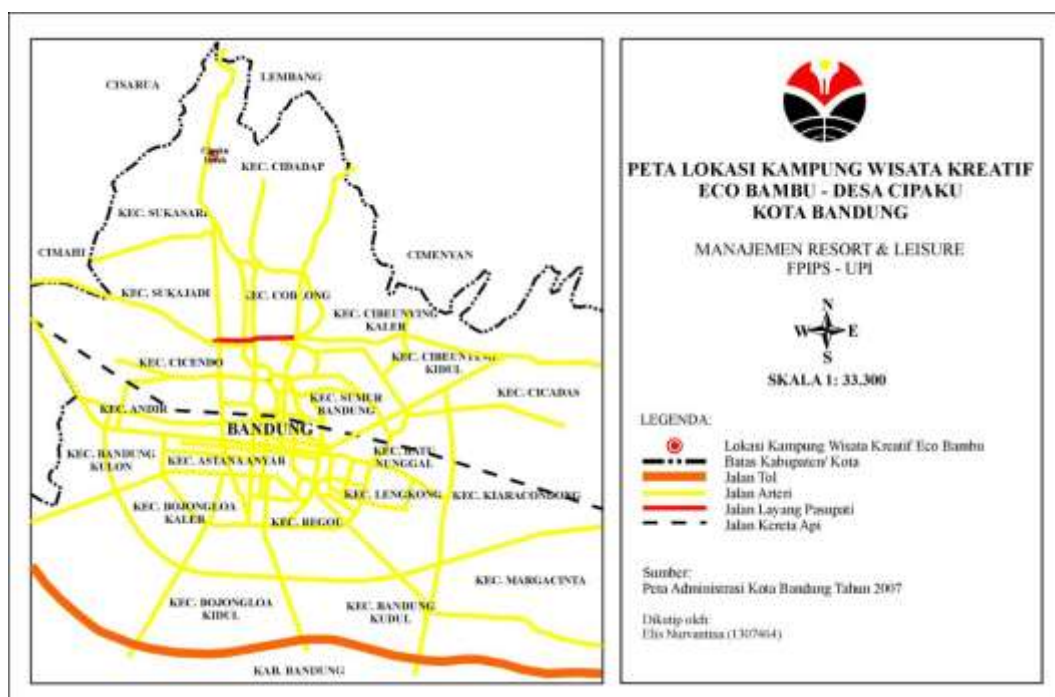 CISARUA
LEMBANG
KEC. CIDADAP
KEC. SUKASARI
CIMAHI
CIMENYAN
KEC. SUKAJADI
KEC. COBLONG
KEC. CIBEUNYING
KALER
KEC. CICENDO
KEC. CIBEUNYING
KIDUL
KEC. CICADAS
KEC. SUMUR
BANDUNG
KEC. ANDIR
BANDUNG
KEC. BANDUNG
KULON
KEC. ASTANAANYAR
KEC. BATU
NUNGGAL
KEC. LENGKONG
KEC. KIARACONDONG
KEC. BOJONGLOA
KALER
KEC. REGOL
KEC. MARGACINTA
KEC. BOJONGLOA
KIDUL
KEC. BANDUNG
KUDUL
KAB. BANDUNG
PETA LOKASI KAMPUNG WISATA KREATIF
ECO BAMBU - DESA CIPAKU
KOTA BANDUNG
MANAJEMEN RESORT & LEISURE
FPIPS - UPI
N
W E
S
SKALA 1: 33.300
LEGENDA:
Lokasi Kampung Wisata Kreatif Eco Bambu
Batas Kabupaten/ Kota
Jalan Tol
Jalan Arteri
Jalan Layang Pasupati
Jalan Kereta Api
Sumber:
Peta Administrasi Kota Bandung Tahun 2007
Dikutip oleh:
Elis Nurvantina (1307464)